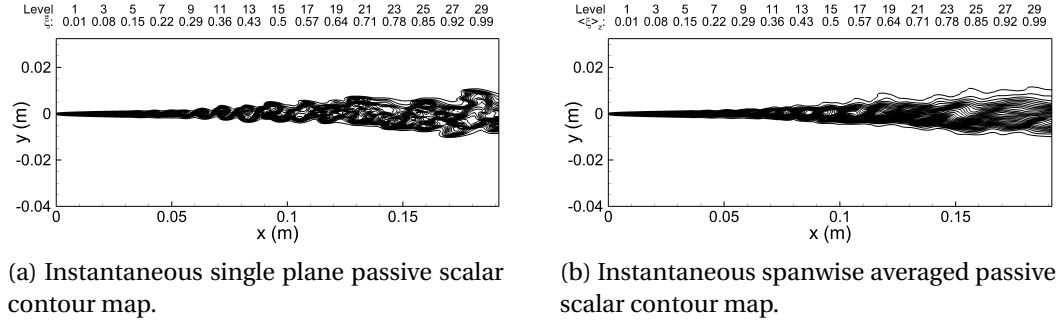 Level 1 3 5 7 9 11 13 15 17 19 21 23 25 27 29
ξ: 0.01 0.08 0.15 0.22 0.29 0.36 0.43 0.5 0.57 0.64 0.71 0.78 0.85 0.92 0.99
0.02
0
-0.02
-0.04
y (m)
0 0.05 0.1 0.15
x (m)
(a) Instantaneous single plane passive scalar
contour map.
Level 1 3 5 7 9 11 13 15 17 19 21 23 25 27 29
<ξ>z: 0.01 0.08 0.15 0.22 0.29 0.36 0.43 0.5 0.57 0.64 0.71 0.78 0.85 0.92 0.99
0.02
0
-0.02
-0.04
y (m)
0 0.05 0.1 0.15
x (m)
(b) Instantaneous spanwise averaged passive
scalar contour map.